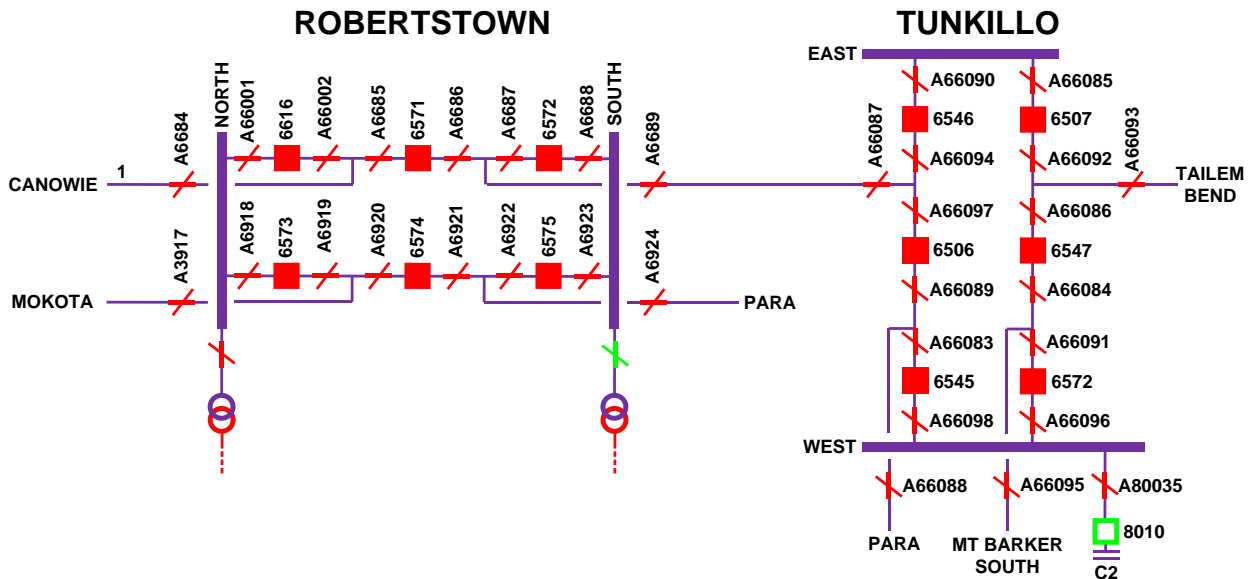 ROBERTSTOWN
TUNKILLO
NORTH
SOUTH
A6684
A66001
6616
A66002
A6685
6571
A6686
A6687
6572
A6688
A6689
CANOWIE
1
A3917
A6918
6573
A6919
A6920
6574
A6921
A6922
6575
A6923
A6924
MOKOTA
PARA
EAST
A66090
A66085
6546
6507
A66087
A66094
A66092
A66093
TAILEM
BEND
A66097
A66086
6506
6547
A66089
A66084
A66083
A66091
6545
6572
A66098
A66096
WEST
A66088
A66095
A80035
8010
PARA
MT BARKER
SOUTH
C2